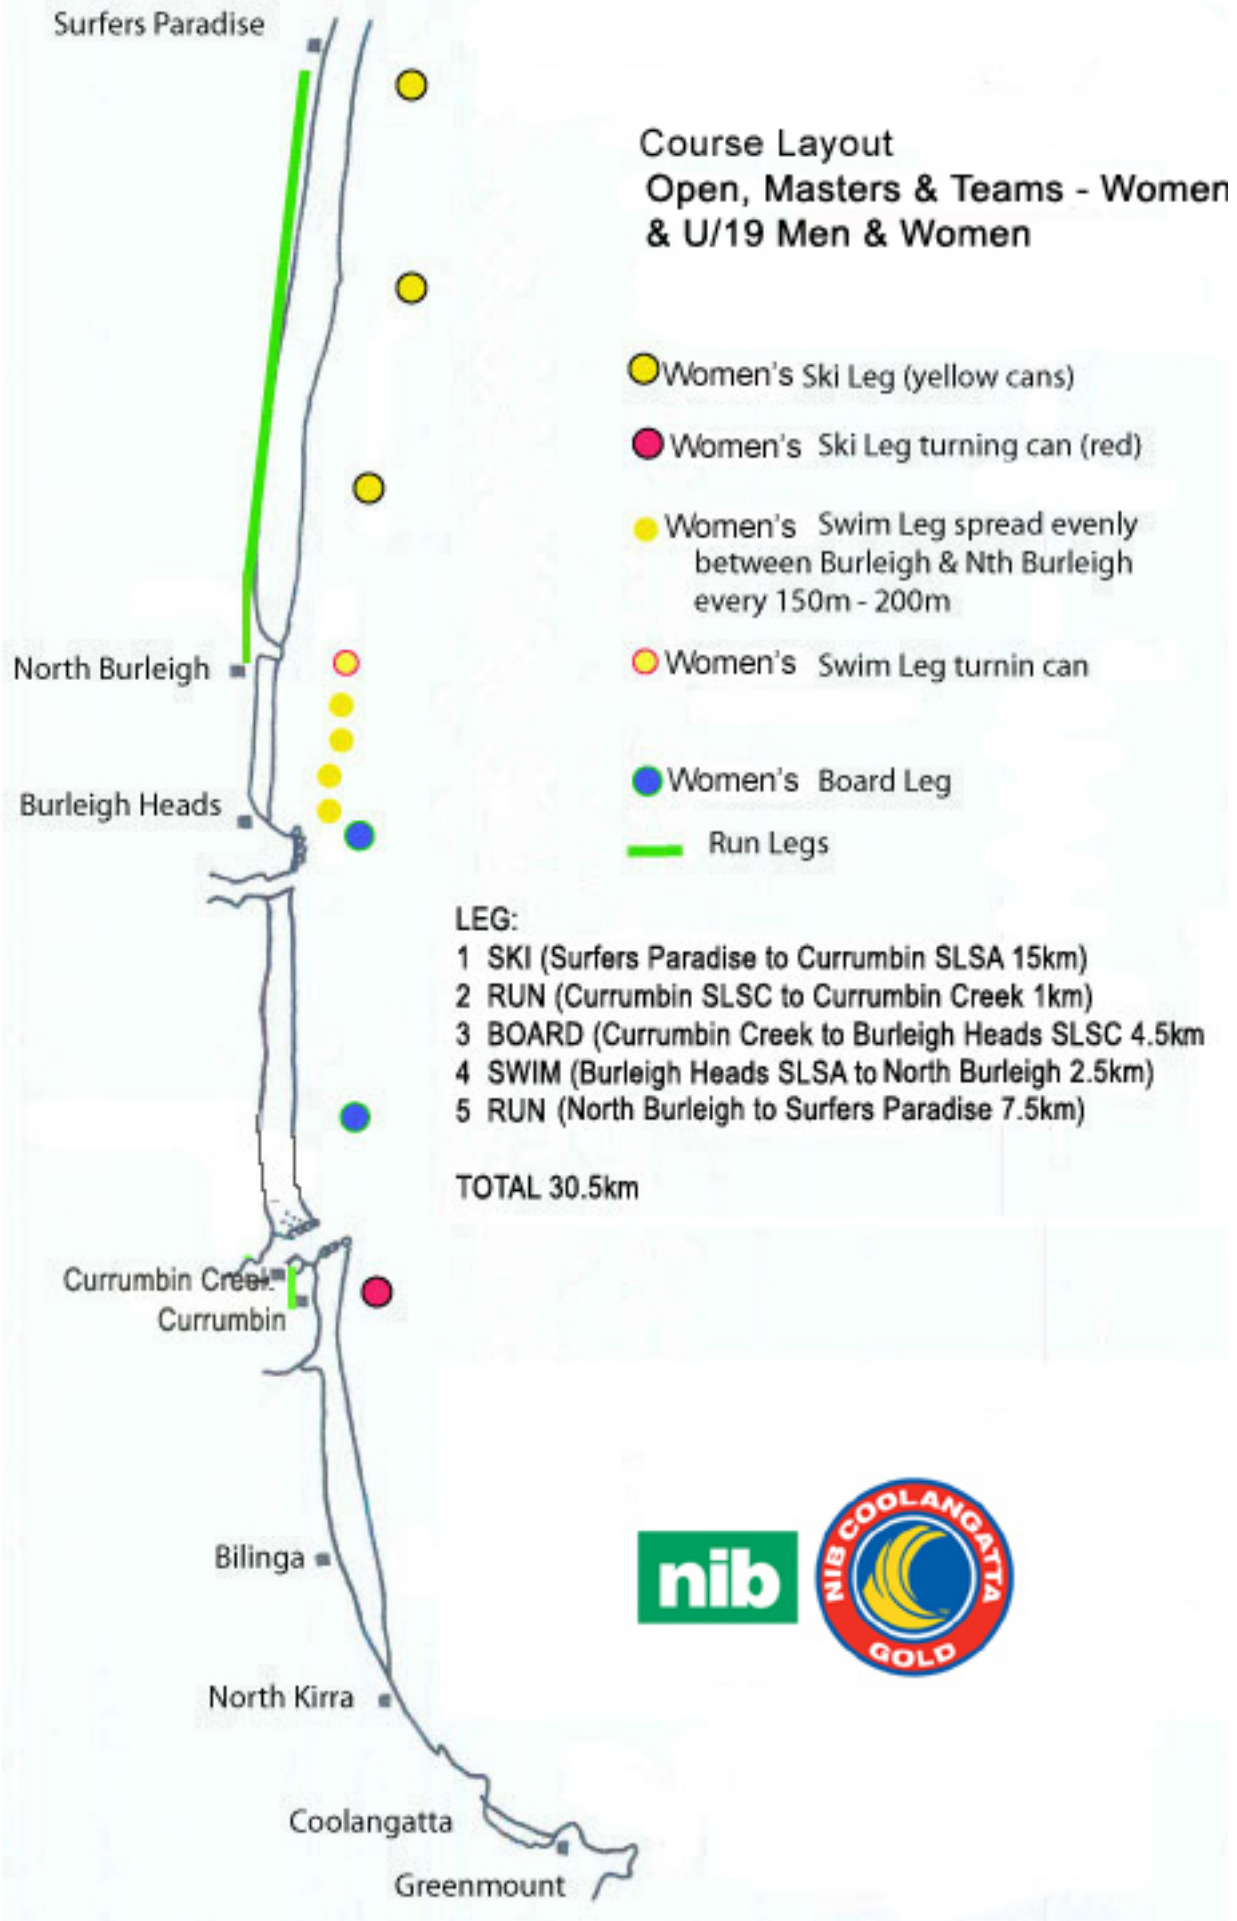 Surfers Paradise
Course Layout
Open, Masters & Teams - Women
& U/19 Men & Women
Women's Ski Leg (yellow cans)
Women's Ski Leg turning can (red)
Women's Swim Leg spread evenly
between Burleigh & Nth Burleigh
every 150m - 200m
North Burleigh
Women's Swim Leg turnin can
Women's Board Leg
Burleigh Heads
Run Legs
LEG:
1 SKI (Surfers Paradise to Currumbin SLSA 15km)
2 RUN (Currumbin SLSC to Currumbin Creek 1km)
3 BOARD (Currumbin Creek to Burleigh Heads SLSC 4.5km
4 SWIM (Burleigh Heads SLSA to North Burleigh 2.5km)
5 RUN (North Burleigh to Surfers Paradise 7.5km)
TOTAL 30.5km
Currumbin Creek
Currumbin
Bilinga
nib
NIB COOLANGATTA
GOLD
North Kirra
Coolangatta
Greenmount